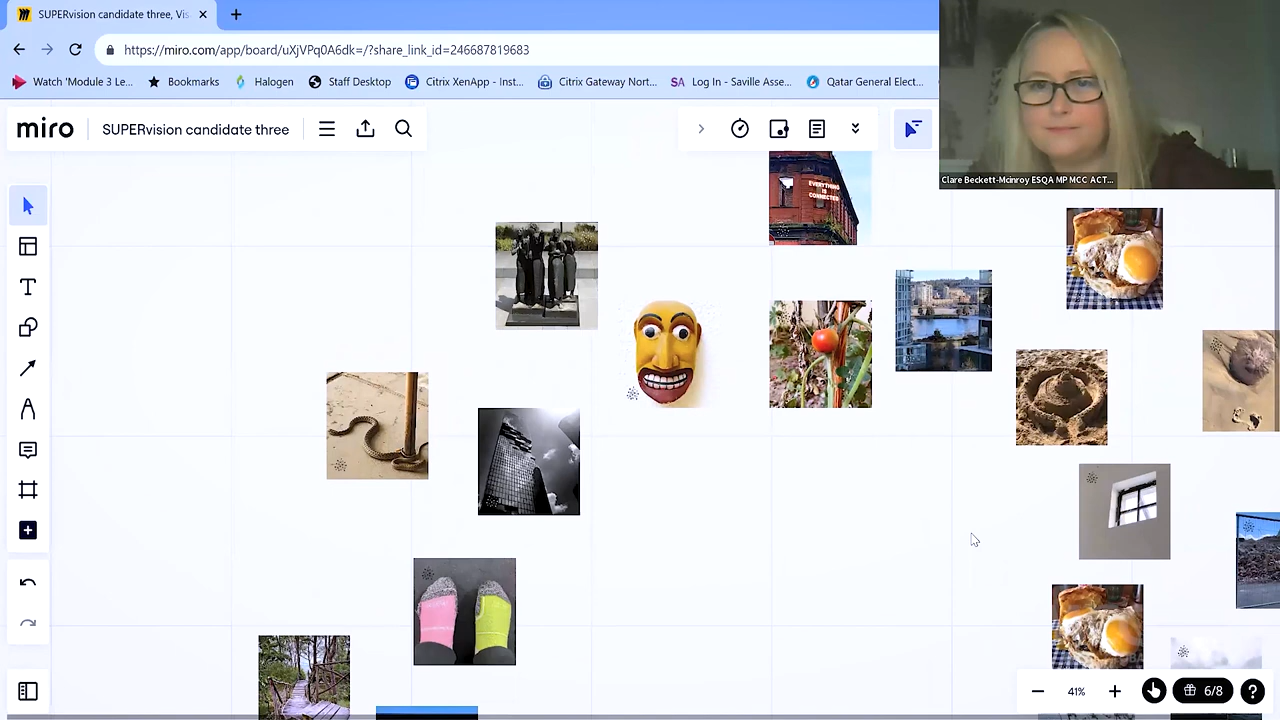 SUPERvision candidate three, Vis
https://miro.com/app/board/uXjVPq0A6dk=/?share_link_id=246687819683
Watch 'Module 3 Le...
Bookmarks
Halogen
Staff Desktop
Citrix XenApp - Inst...
Citrix Gateway Nort...
SA
Log In - Saville Asse...
Qatar General Elect...
miro
SUPERvision candidate three
Clare Beckett-Mcinroy ESQA MP MCC ACT...
EVERYTHING
IS
CONNECTED
41%
6/8